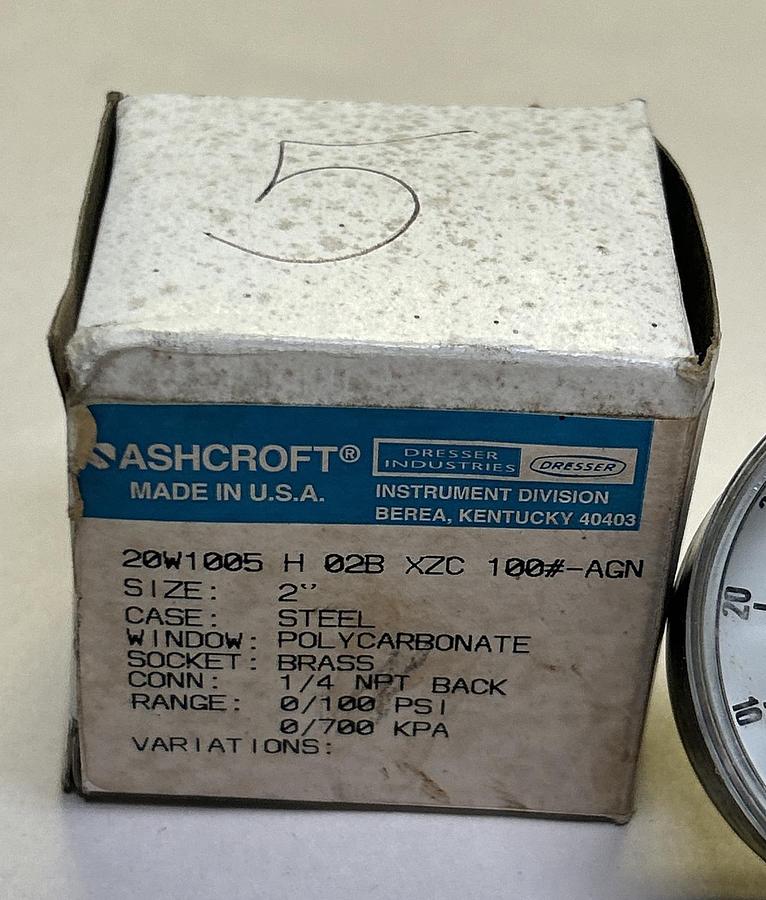 5
ASHCROFT®
DRESSER INDUSTRIES
DRESSER
MADE IN U.S.A.
INSTRUMENT DIVISION
BEREA, KENTUCKY 40403
20W1005 H 02B XZC 100#-AGN
SIZE: 2"
CASE: STEEL
WINDOW: POLYCARBONATE
SOCKET: BRASS
CONN: 1/4 NPT BACK
RANGE: 0/100 PSI
0/700 KPA
VARIATIONS:
20
10